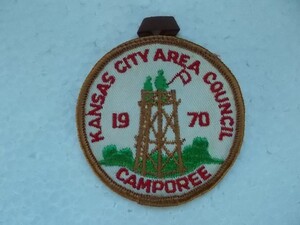 KANSAS CITY AREA COUNCIL
19 70
CAMPOREE